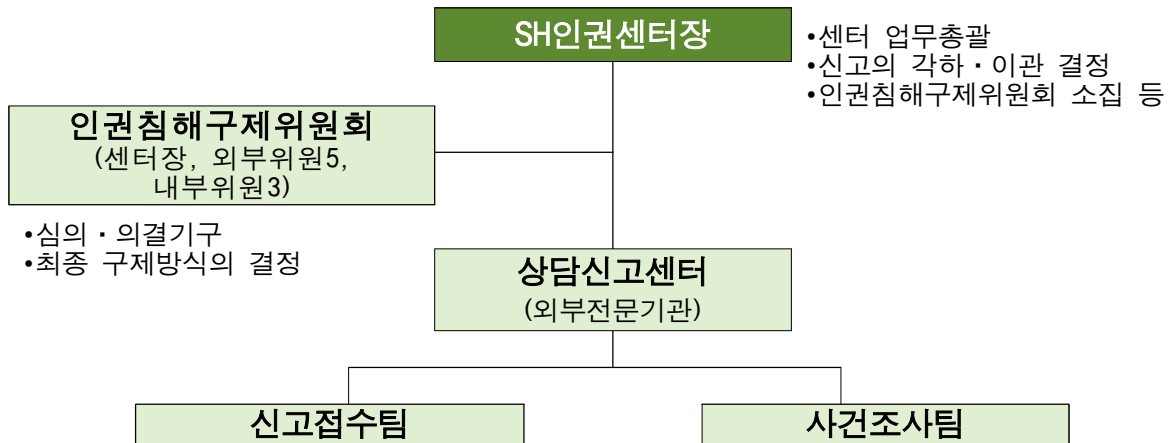 SH인권센터장
•센터 업무총괄
•신고의 각하·이관 결정
•인권침해구제위원회 소집 등
인권침해구제위원회
(센터장, 외부위원5,
내부위원3)
•심의·의결기구
•최종 구제방식의 결정
상담신고센터
(외부전문기관)
신고접수팀
사건조사팀